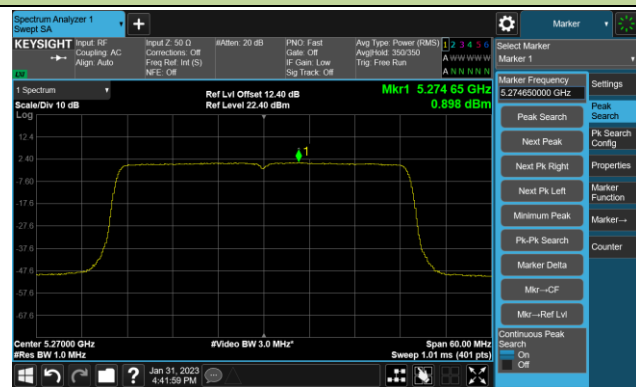 Spectrum Analyzer 1
Swept SA
Marker
KEYSIGHT
Input: RF
Coupling: AC
Align: Auto
Input Z: 50 Ω
Corrections: Off
Freq Ref: Int (S)
NFE: Off
#Atten: 20 dB
PNO: Fast
Gate: Off
IF Gain: Low
Sig Track: Off
Avg Type: Power (RMS)
Avg|Hold: 350/350
Trig: Free Run
1 2 3 4 5 6
A W W W W W
A N N N N N
Select Marker
Marker 1
1 Spectrum
Scale/Div 10 dB
Log
Ref Lvl Offset 12.40 dB
Ref Level 22.40 dBm
Mkr1 5.274 65 GHz
0.898 dBm
12.4
2.40
-7.60
-17.6
-27.6
-37.6
-47.6
-57.6
-67.6
1
Center 5.27000 GHz
#Res BW 1.0 MHz
#Video BW 3.0 MHz*
Span 60.00 MHz
Sweep 1.01 ms (401 pts)
Marker Frequency
5.274650000 GHz
Peak Search
Next Peak
Next Pk Right
Next Pk Left
Minimum Peak
Pk-Pk Search
Marker Delta
Mkr→CF
Mkr→Ref Lvl
Continuous Peak
Search
On
Off
Settings
Peak
Search
Pk Search
Config
Properties
Marker
Function
Marker→
Counter
?
Jan 31, 2023
4:41:59 PM